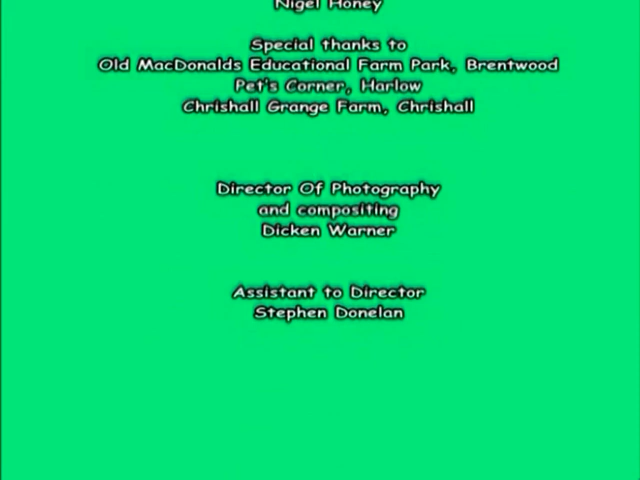 Nigel Honey
Special thanks to
Old MacDonalds Educational Farm Park, Brentwood
Pet's Corner, Harlow
Chrishall Grange Farm, Chrishall
Director Of Photography
and compositing
Dicken Warner
Assistant to Director
Stephen Donelan